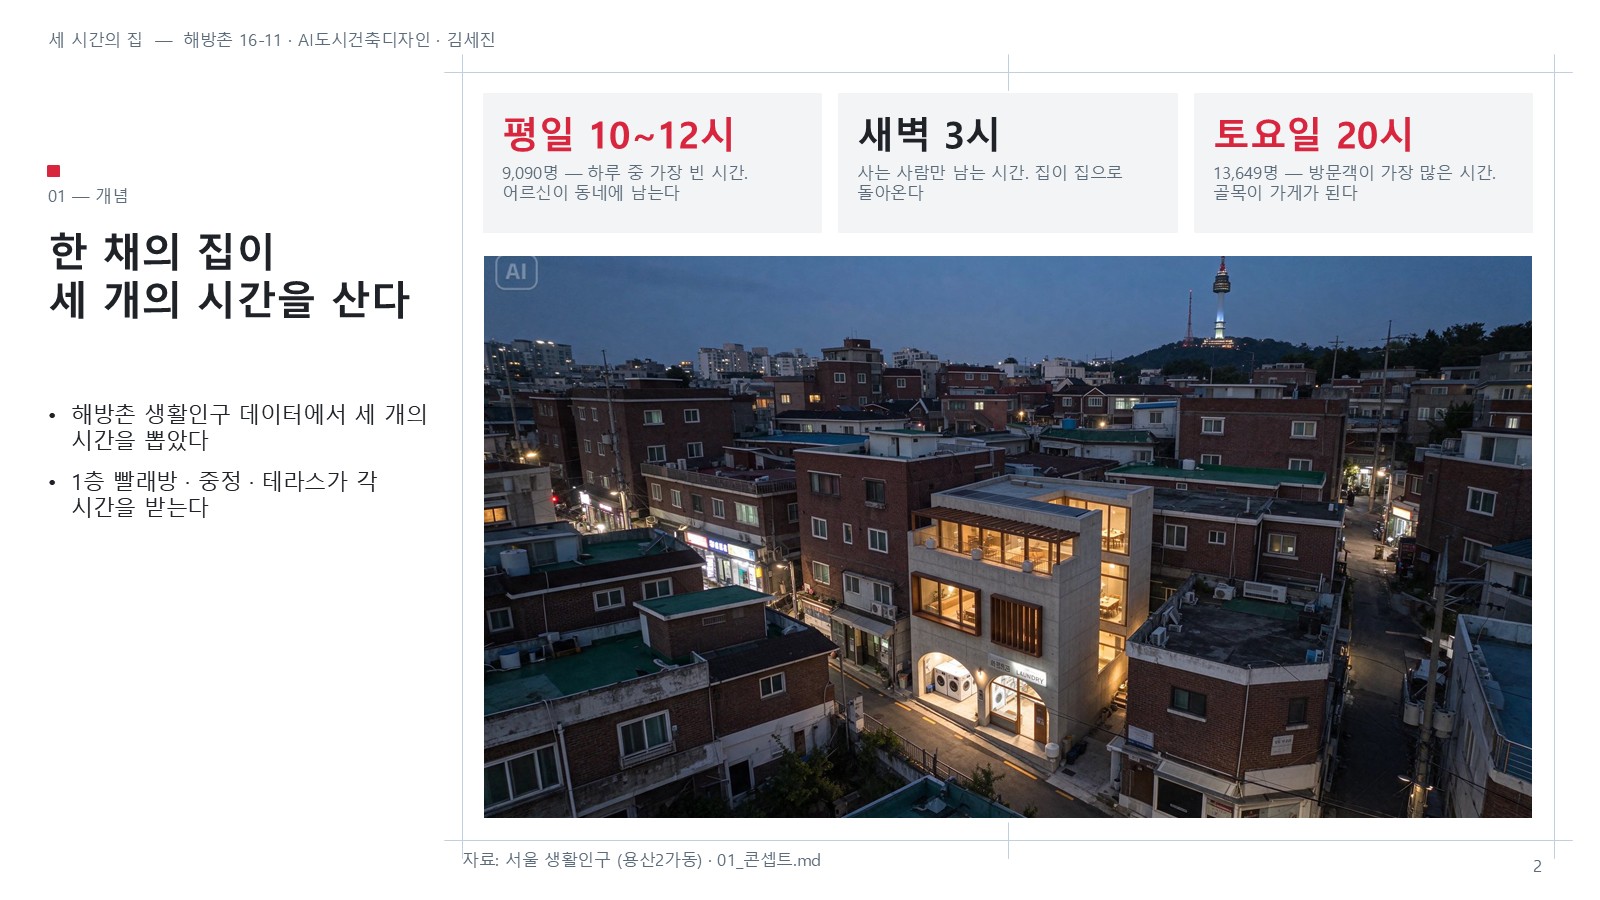 세 시간의 집 — 해방촌 16-11 · AI도시건축디자인 · 김세진
01 — 개념
한 채의 집이
세 개의 시간을 산다
• 해방촌 생활인구 데이터에서 세 개의
시간을 뽑았다
• 1층 빨래방 · 중정 · 테라스가 각
시간을 받는다
평일 10~12시
9,090명 — 하루 중 가장 빈 시간.
어르신이 동네에 남는다
새벽 3시
사는 사람만 남는 시간. 집이 집으로
돌아온다
토요일 20시
13,649명 — 방문객이 가장 많은 시간.
골목이 가게가 된다
AI
LAUNDRY
자료: 서울 생활인구 (용산2가동) · 01_콘셉트.md
2